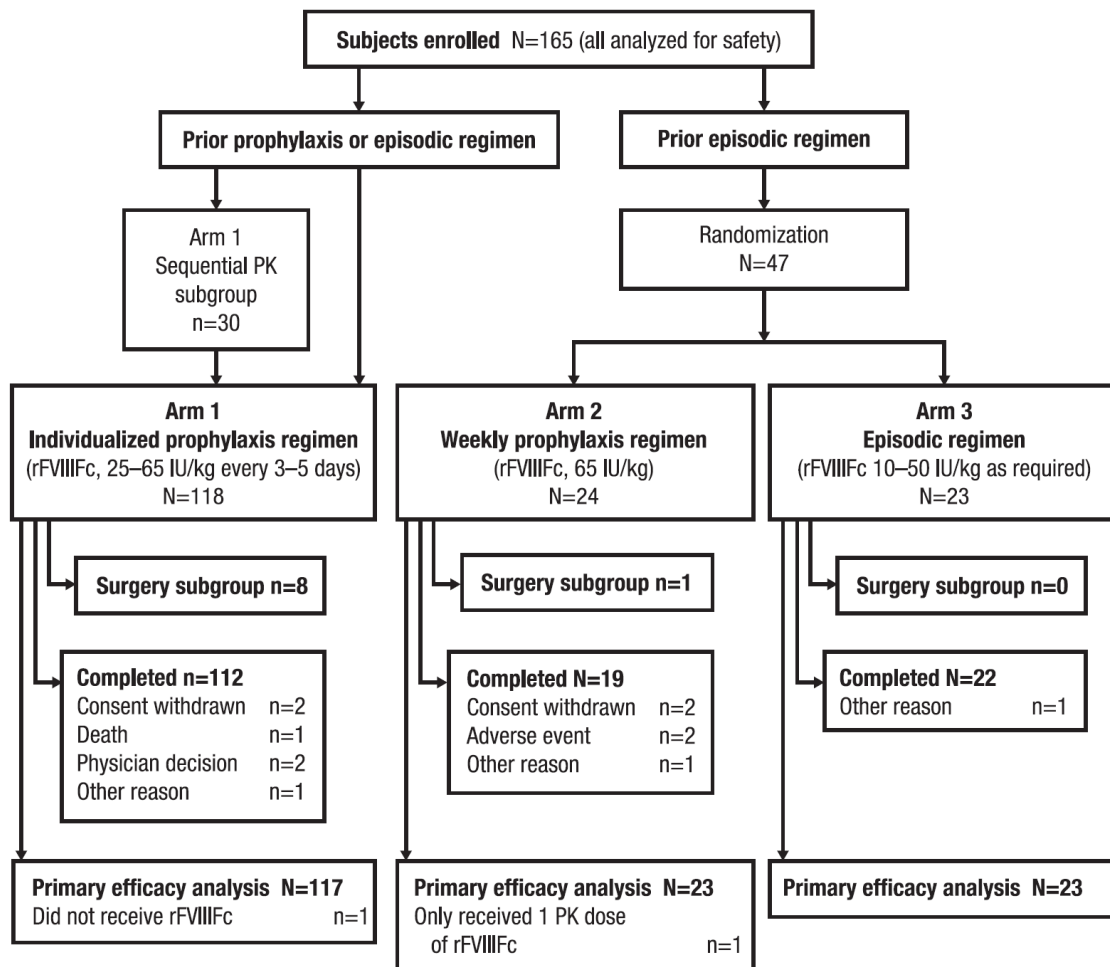 Subjects enrolled N=165 (all analyzed for safety)
Prior prophylaxis or episodic regimen
Prior episodic regimen
Arm 1
Sequential PK
subgroup
n=30
Randomization
N=47
Arm 1
Individualized prophylaxis regimen
(rFVIIIFc, 25–65 IU/kg every 3–5 days)
N=118
Arm 2
Weekly prophylaxis regimen
(rFVIIIFc, 65 IU/kg)
N=24
Arm 3
Episodic regimen
(rFVIIIFc 10–50 IU/kg as required)
N=23
Surgery subgroup n=8
Surgery subgroup n=1
Surgery subgroup n=0
Completed n=112
Consent withdrawn n=2
Death n=1
Physician decision n=2
Other reason n=1
Completed N=19
Consent withdrawn n=2
Adverse event n=2
Other reason n=1
Completed N=22
Other reason n=1
Primary efficacy analysis N=117
Did not receive rFVIIIFc n=1
Primary efficacy analysis N=23
Only received 1 PK dose
of rFVIIIFc n=1
Primary efficacy analysis N=23